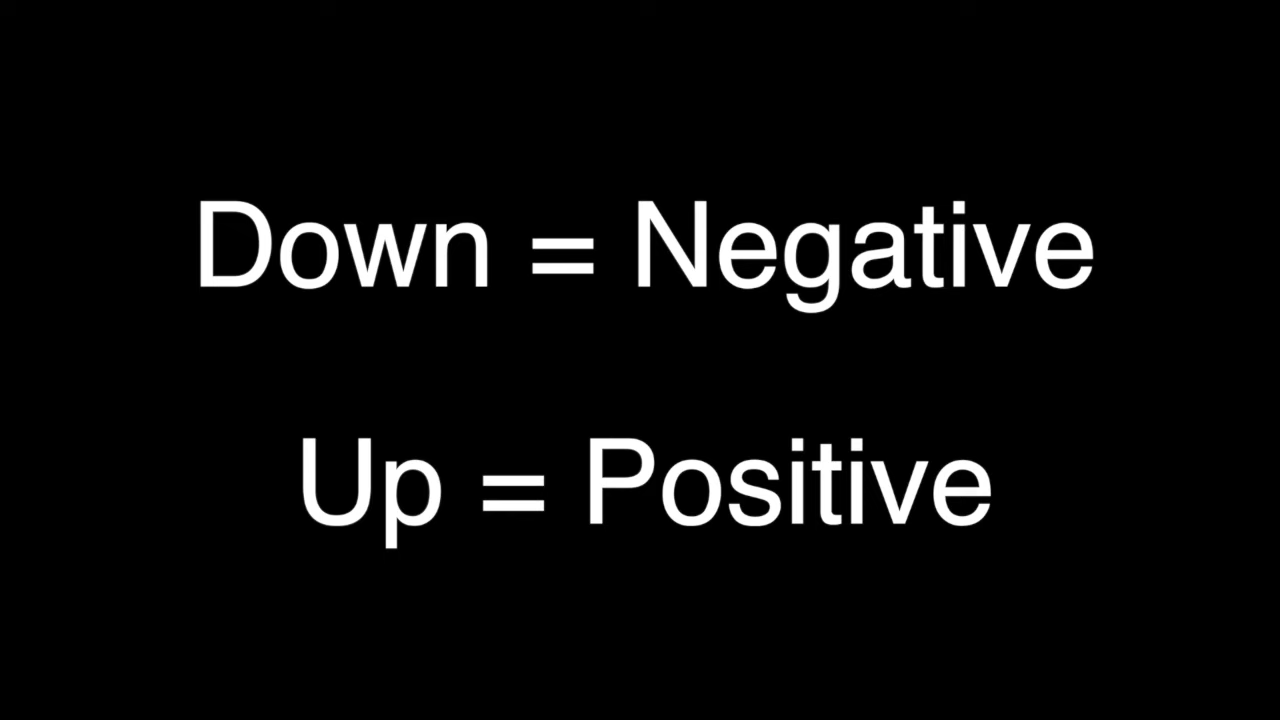 Down = Negative
Up = Positive